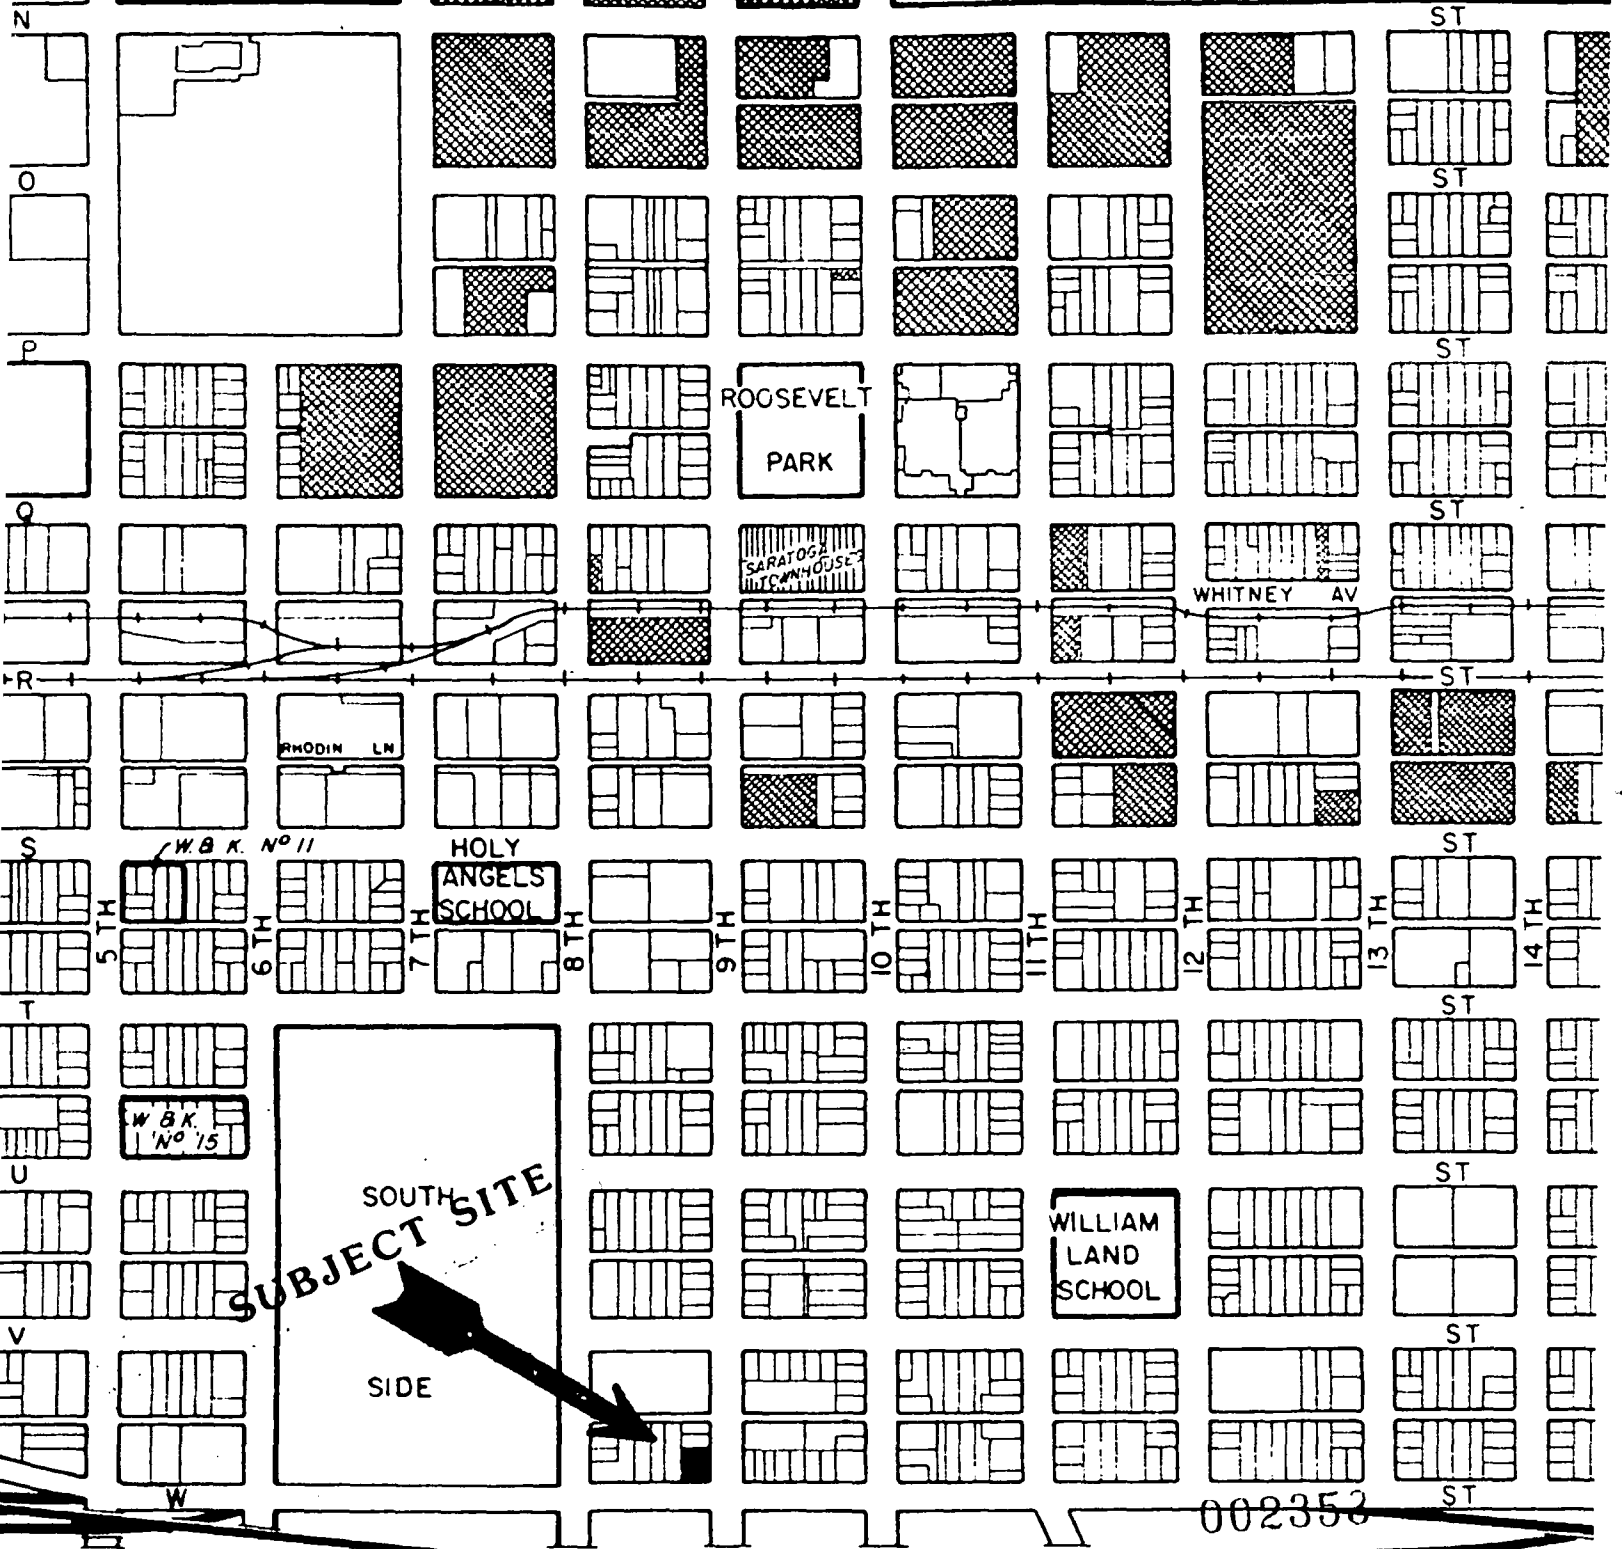 N ST
O ST
P ST
ROOSEVELT
PARK
Q ST
SARATOGA
TOWNHOUSES
WHITNEY AV
R ST
RHODIN LN
S ST
W. B K. Nº 11
HOLY
ANGELS
SCHOOL
5 TH 6 TH 7 TH 8 TH 9 TH 10 TH 11 TH 12 TH 13 TH 14 TH
T ST
W B K.
Nº 15
U ST
SOUTH
SUBJECT SITE
WILLIAM
LAND
SCHOOL
V ST
SIDE
W ST
002353